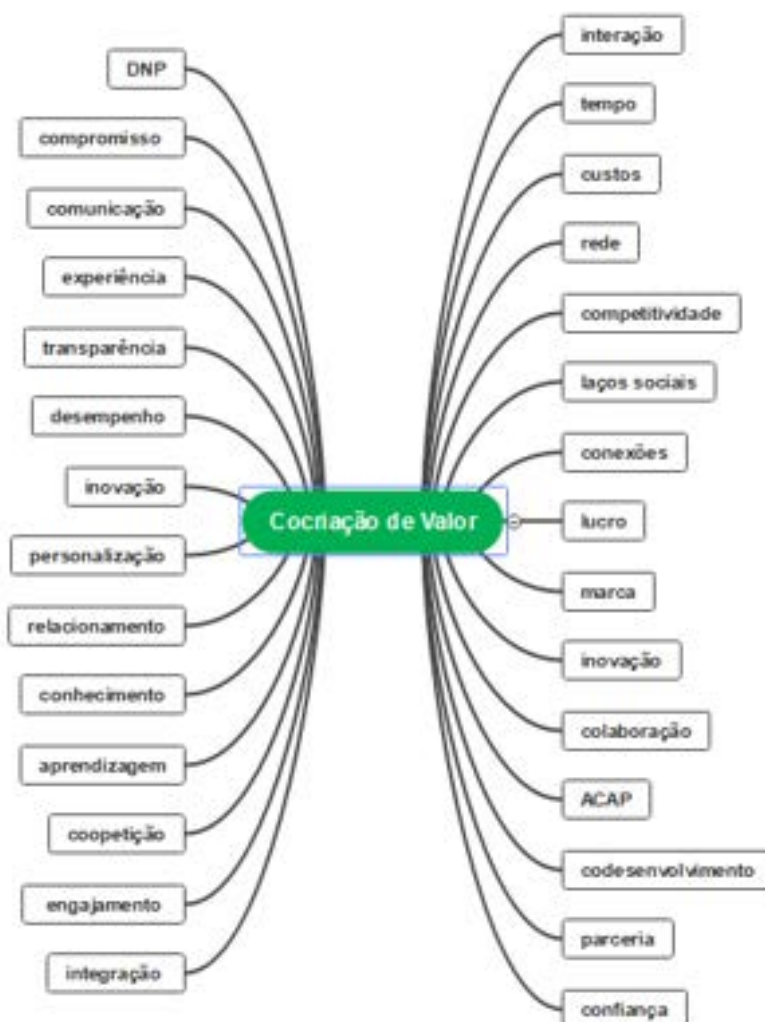 DNP
compromisso
comunicação
experiência
transparência
desempenho
inovação
personalização
relacionamento
conhecimento
aprendizagem
coopetição
engajamento
integração
Cocriação de Valor
interação
tempo
custos
rede
competitividade
laços sociais
conexões
lucro
marca
inovação
colaboração
ACAP
codesenvolvimento
parceria
confiança